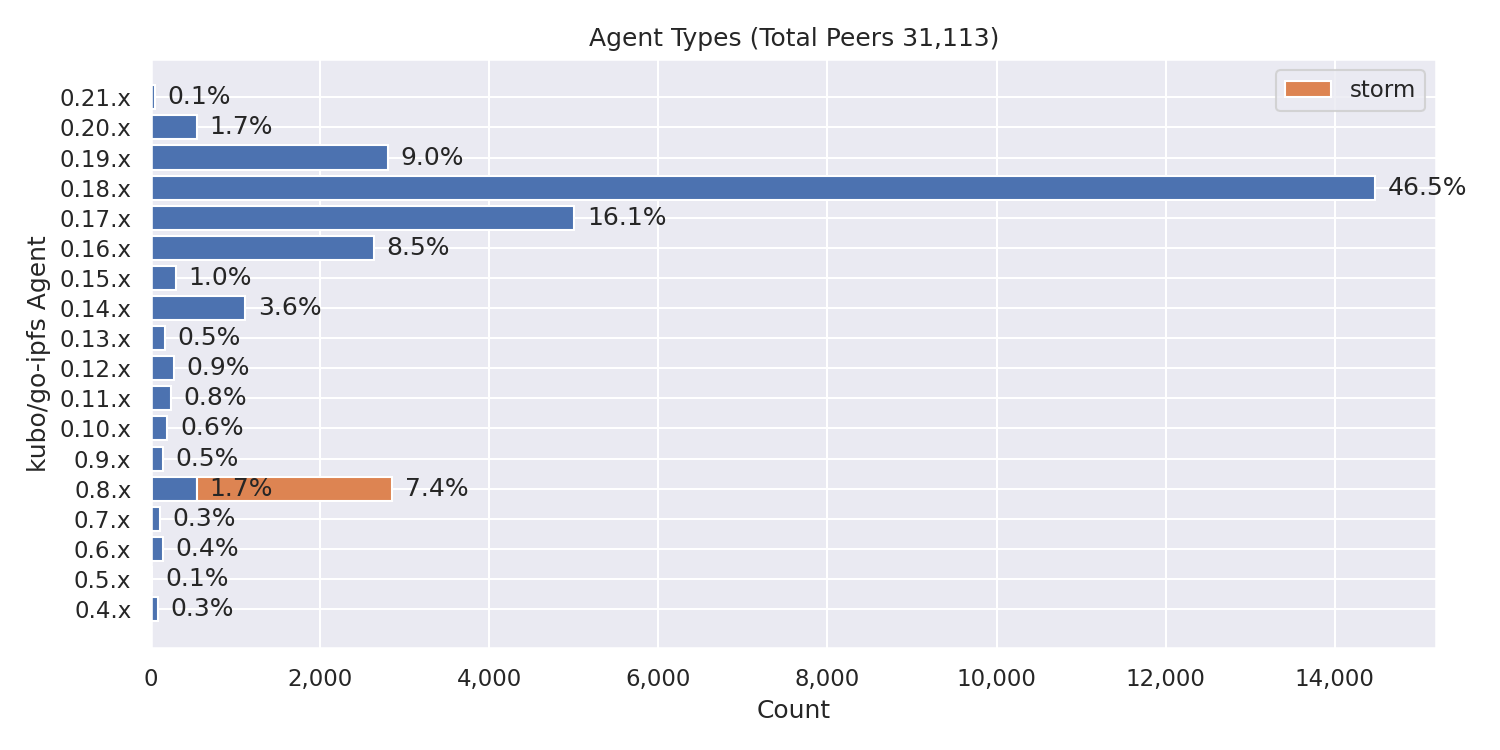 Agent Types (Total Peers 31,113)
storm
kubo/go-ipfs Agent
0.21.x 0.1%
0.20.x 1.7%
0.19.x 9.0%
0.18.x 46.5%
0.17.x 16.1%
0.16.x 8.5%
0.15.x 1.0%
0.14.x 3.6%
0.13.x 0.5%
0.12.x 0.9%
0.11.x 0.8%
0.10.x 0.6%
0.9.x 0.5%
0.8.x 1.7% 7.4%
0.7.x 0.3%
0.6.x 0.4%
0.5.x 0.1%
0.4.x 0.3%
0 2,000 4,000 6,000 8,000 10,000 12,000 14,000
Count